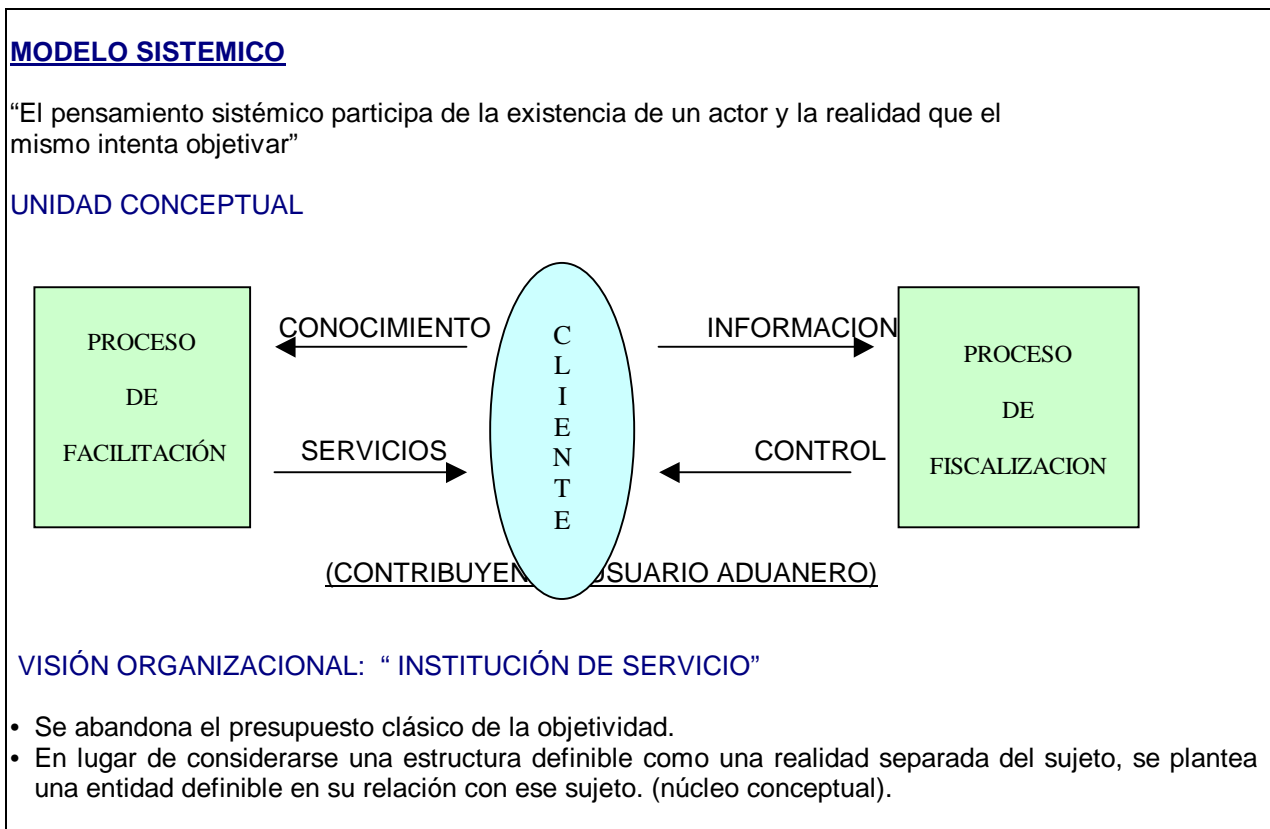 MODELO SISTEMICO
“El pensamiento sistémico participa de la existencia de un actor y la realidad que el
mismo intenta objetivar”
UNIDAD CONCEPTUAL
PROCESO
DE
FACILITACIÓN
CONOCIMIENTO
SERVICIOS
CLIENTE
INFORMACION
CONTROL
PROCESO
DE
FISCALIZACION
USUARIO ADUANERO)
VISIÓN ORGANIZACIONAL: “ INSTITUCIÓN DE SERVICIO”
• Se abandona el presupuesto clásico de la objetividad.
• En lugar de considerarse una estructura definible como una realidad separada del sujeto, se plantea
una entidad definible en su relación con ese sujeto. (núcleo conceptual).